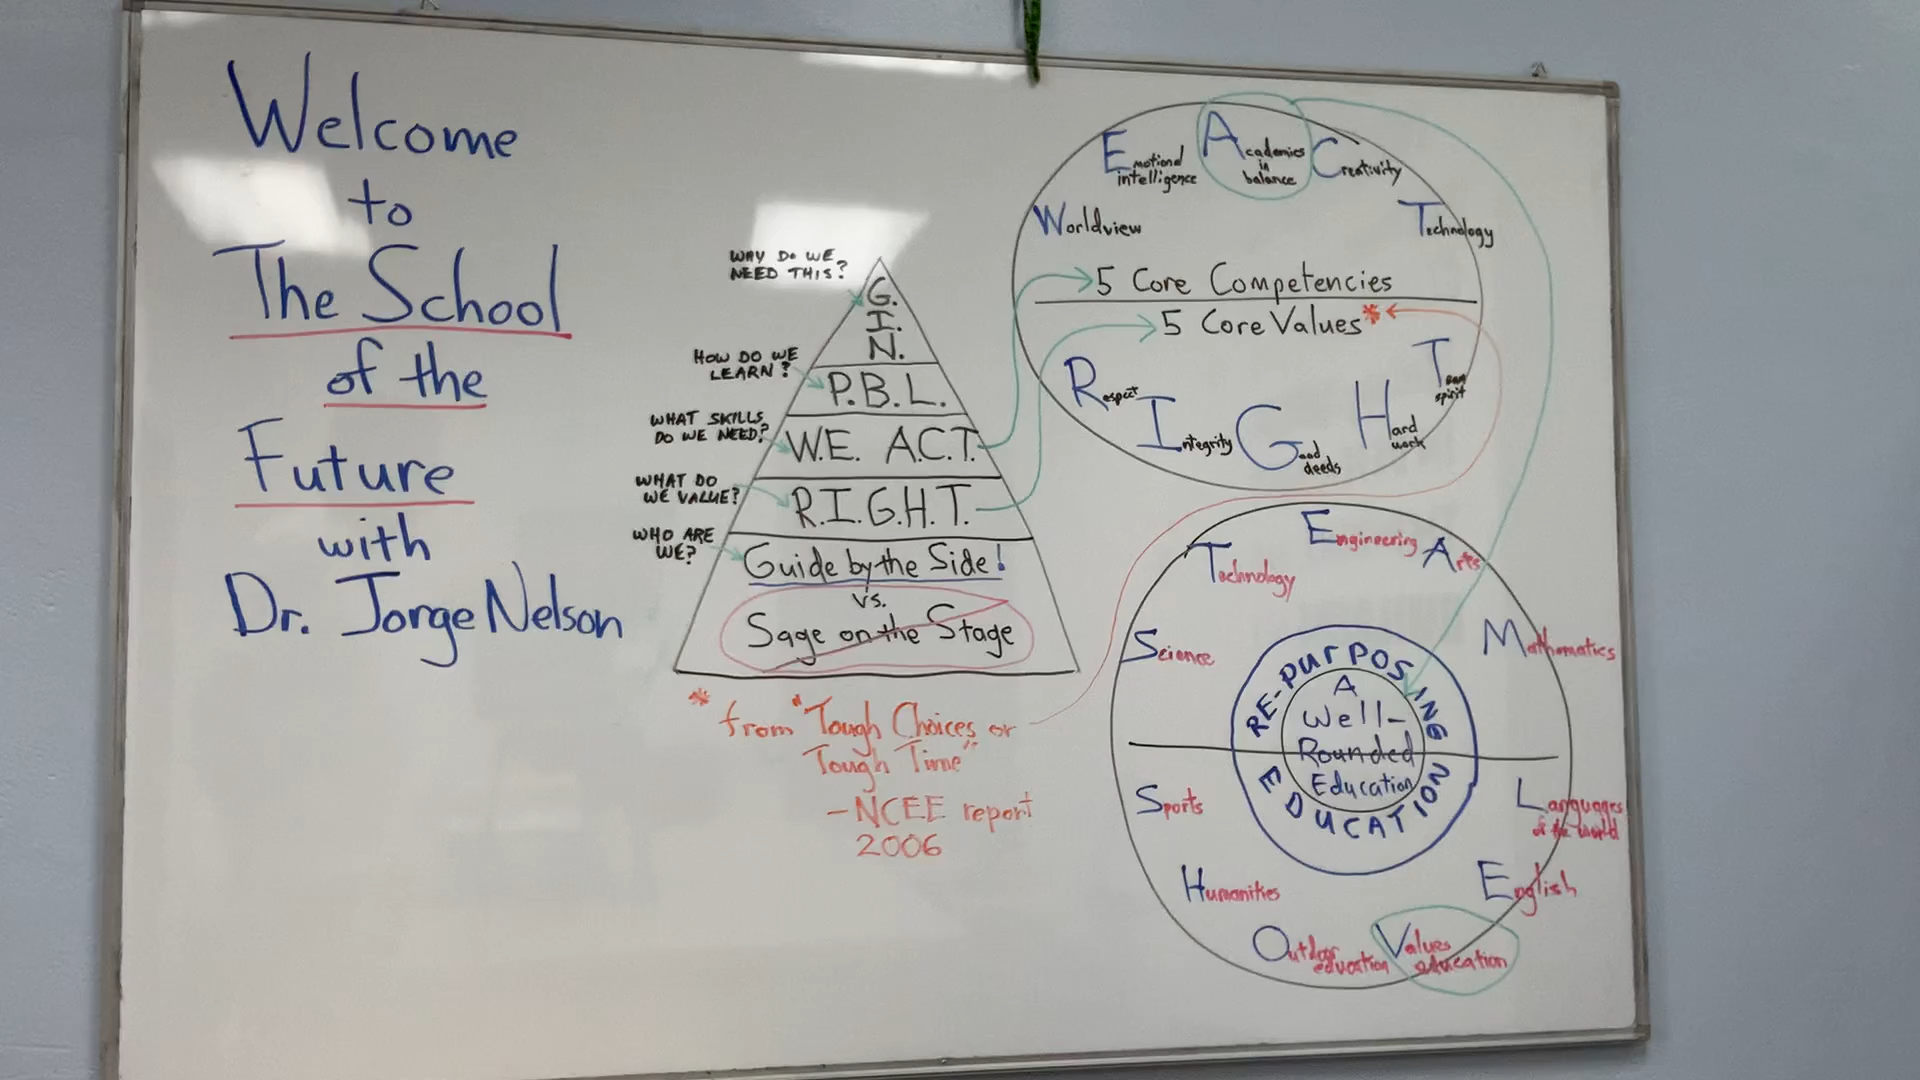 Welcome
to
The School
of the
Future
with
Dr. Jorge Nelson
WHY DO WE
NEED THIS?
G.
I.
N.
HOW DO WE
LEARN?
P.B.L.
WHAT SKILLS
DO WE NEED?
W.E. A.C.T.
WHAT DO
WE VALUE?
R.I.G.H.T.
WHO ARE
WE?
Guide by the Side!
vs.
Sage on the Stage
* from "Tough Choices or
Tough Time"
- NCEE report
2006
Worldview
Emotional
intelligence
Academics
in
balance
Creativity
Technology
5 Core Competencies
5 Core Values*
Respect
Integrity
Good
deeds
Hard
work
Team
spirit
Science
Technology
Engineering
Arts
Mathematics
RE-PURPOSING
EDUCATION
A
Well-
Rounded
Education
Sports
Humanities
Outdoor
education
Values
education
English
Languages
of the world